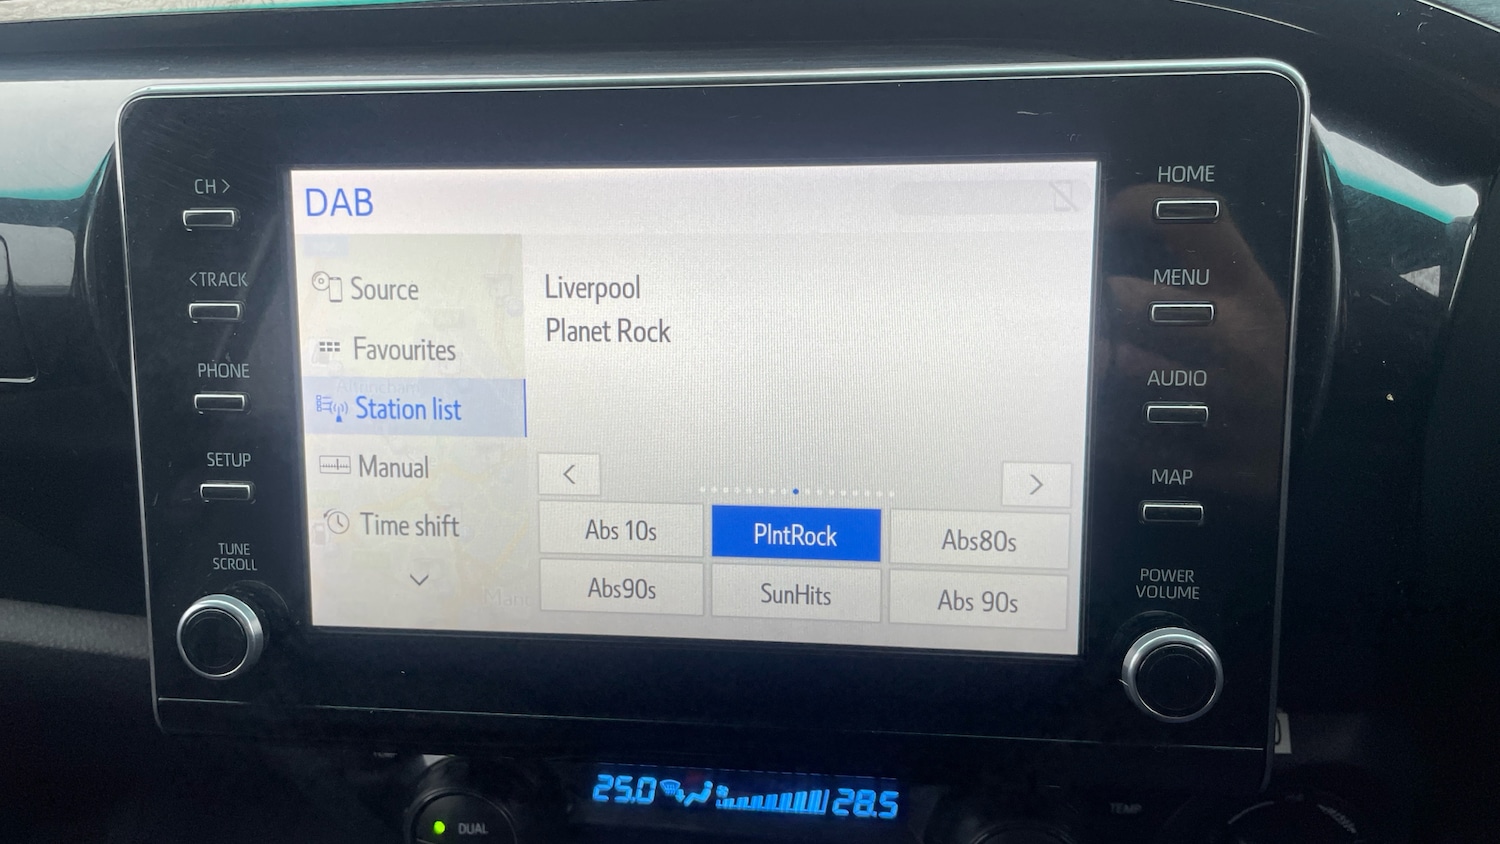 CH >
< TRACK
PHONE
SETUP
TUNE
SCROLL
DAB
Source
Favourites
Station list
Manual
Time shift
Liverpool
Planet Rock
<
>
Abs 10s
PlntRock
Abs80s
Abs90s
SunHits
Abs 90s
HOME
MENU
AUDIO
MAP
POWER
VOLUME
25.0
28.5
DUAL
TEMP